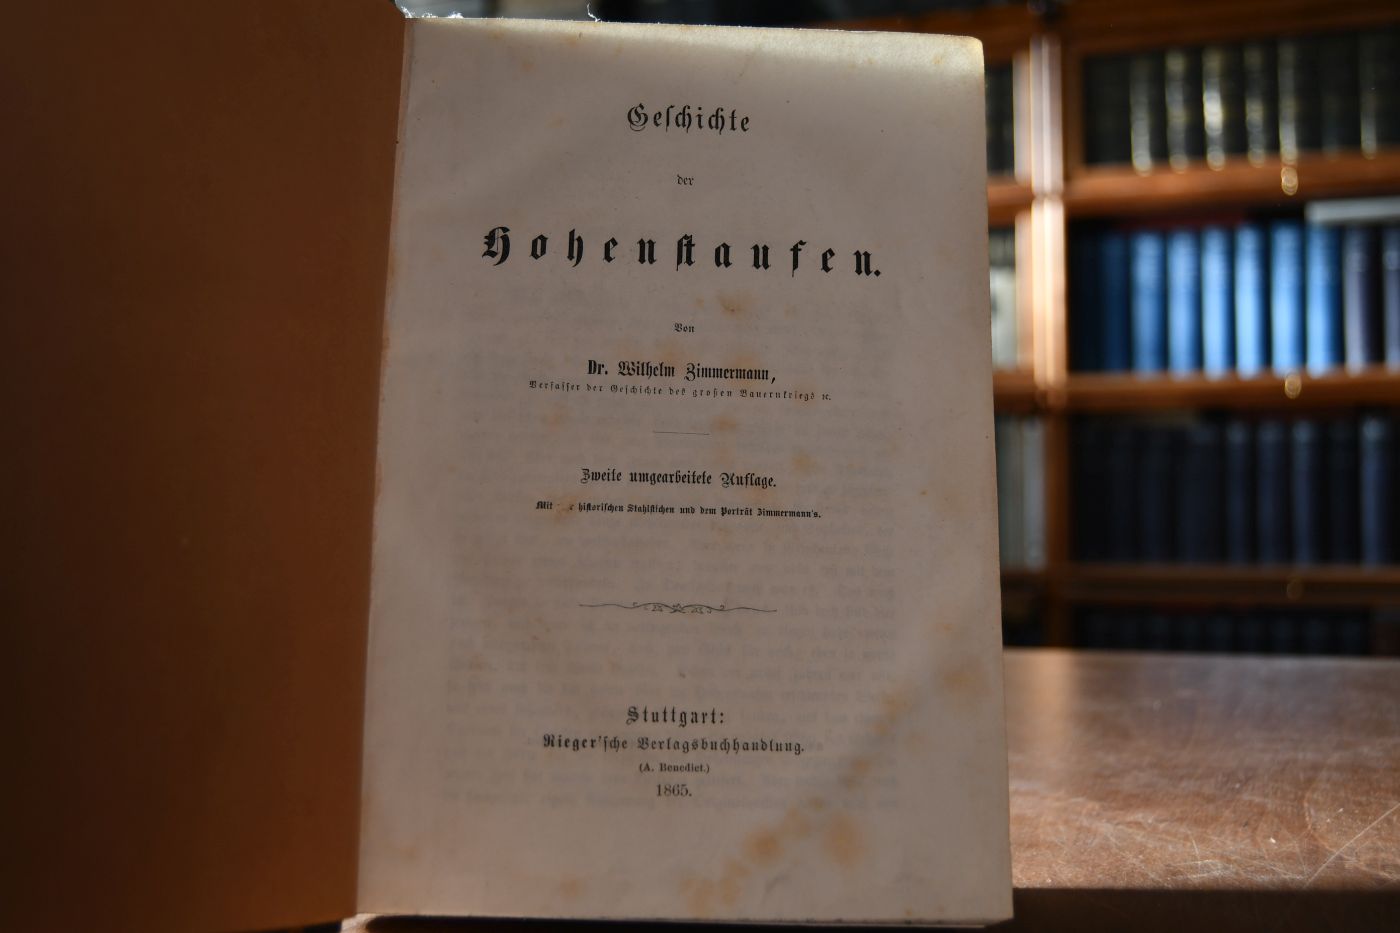 Geſchichte
der
Hohenſtaufen.
Von
Dr. Wilhelm Zimmermann,
Verfaſſer der Geſchichte des großen Bauernkriegs ꝛc.
Zweite umgearbeitete Auflage.
Mit hiſtoriſchen Stahlſtichen und dem Porträt Zimmermann's.
Stuttgart:
Rieger'ſche Verlagsbuchhandlung.
(A. Benedict.)
1865.